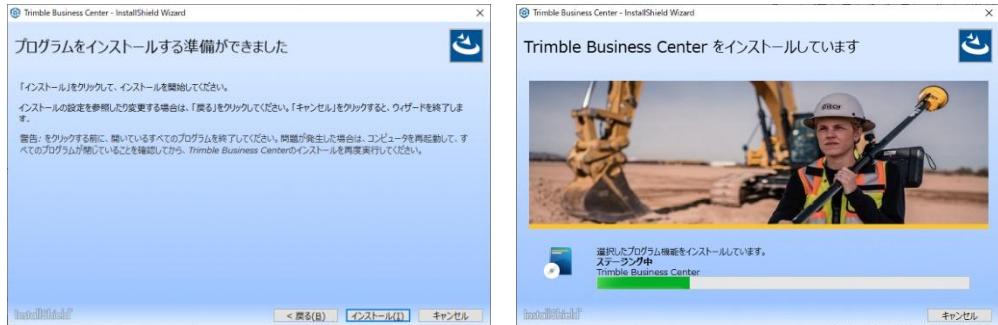 Trimble Business Center - InstallShield Wizard
プログラムをインストールする準備ができました
「インストール」をクリックして、インストールを開始してください。
インストールの設定を参照したり変更する場合は、「戻る」をクリックしてください。「キャンセル」をクリックすると、ウィザードを終了しま
す。
警告: をクリックする前に、開いているすべてのプログラムを終了してください。問題が発生した場合は、コンピュータを再起動して、す
べてのプログラムが閉じていることを確認してから、Trimble Business Centerのインストールを再度実行してください。
InstallShield
< 戻る(B)
インストール(I)
キャンセル
Trimble Business Center - InstallShield Wizard
Trimble Business Center をインストールしています
選択したプログラム機能をインストールしています。
ステージング中
Trimble Business Center
InstallShield
キャンセル